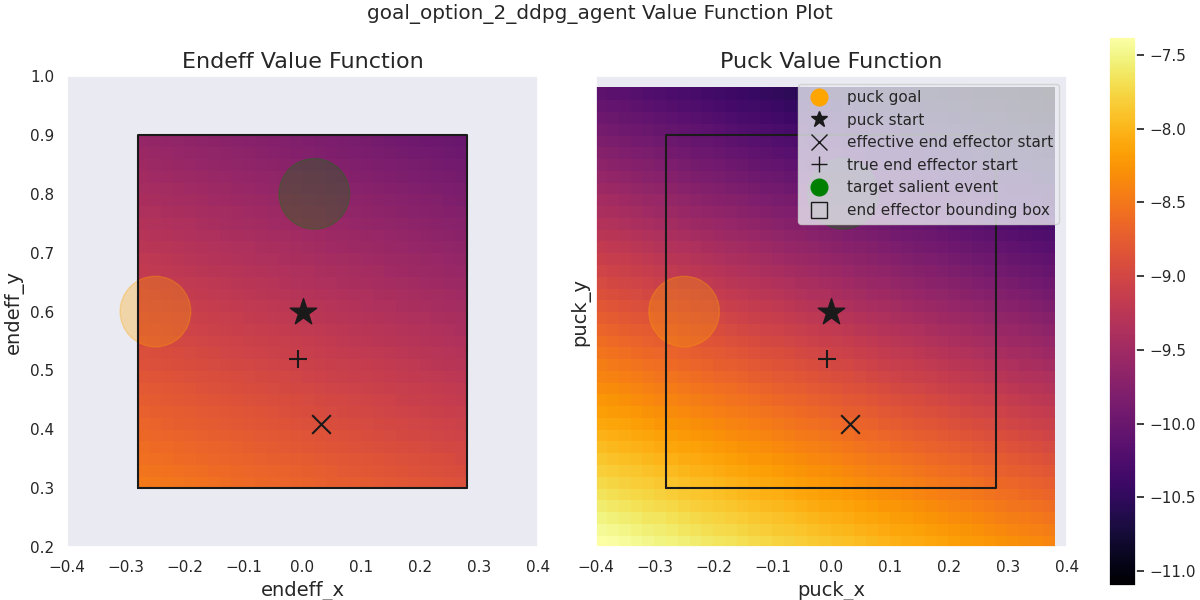 goal_option_2_ddpg_agent Value Function Plot
Endeff Value Function
1.0
0.9
0.8
0.7
0.6
0.5
0.4
0.3
0.2
endeff_y
−0.4 −0.3 −0.2 −0.1 0.0 0.1 0.2 0.3 0.4
endeff_x
Puck Value Function
puck goal
puck start
effective end effector start
true end effector start
target salient event
end effector bounding box
puck_y
−0.4 −0.3 −0.2 −0.1 0.0 0.1 0.2 0.3 0.4
puck_x
−7.5
−8.0
−8.5
−9.0
−9.5
−10.0
−10.5
−11.0